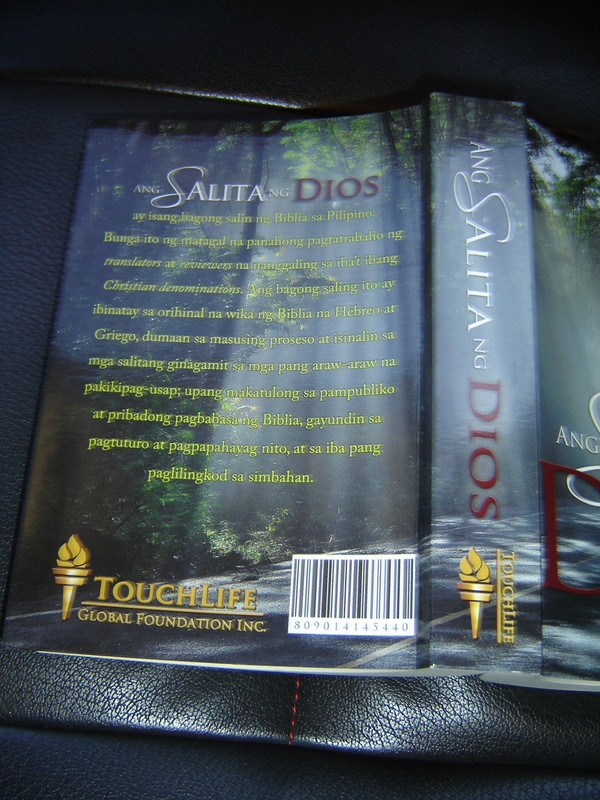 ANG SALITA NG DIOS
ay isang bagong salin ng Biblia sa Pilipino.
Bunga ito ng matagal na panahong pagtatrabaho ng
translators at reviewers na nanggaling sa iba't ibang
Christian denominations. Ang bagong saling ito ay
ibinatay sa orihinal na wika ng Biblia na Hebreo at
Griego, dumaan sa masusing proseso at isinalin sa
mga salitang ginagamit sa mga pang araw-araw na
pakikipag-usap; upang makatulong sa pampubliko
at pribadong pagbabasa ng Biblia, gayundin sa
pagtuturo at pagpapahayag nito, at sa iba pang
paglilingkod sa simbahan.
TOUCHLIFE
GLOBAL FOUNDATION INC.
809014145440
ANG SALITA NG DIOS
TOUCHLIFE
ANG